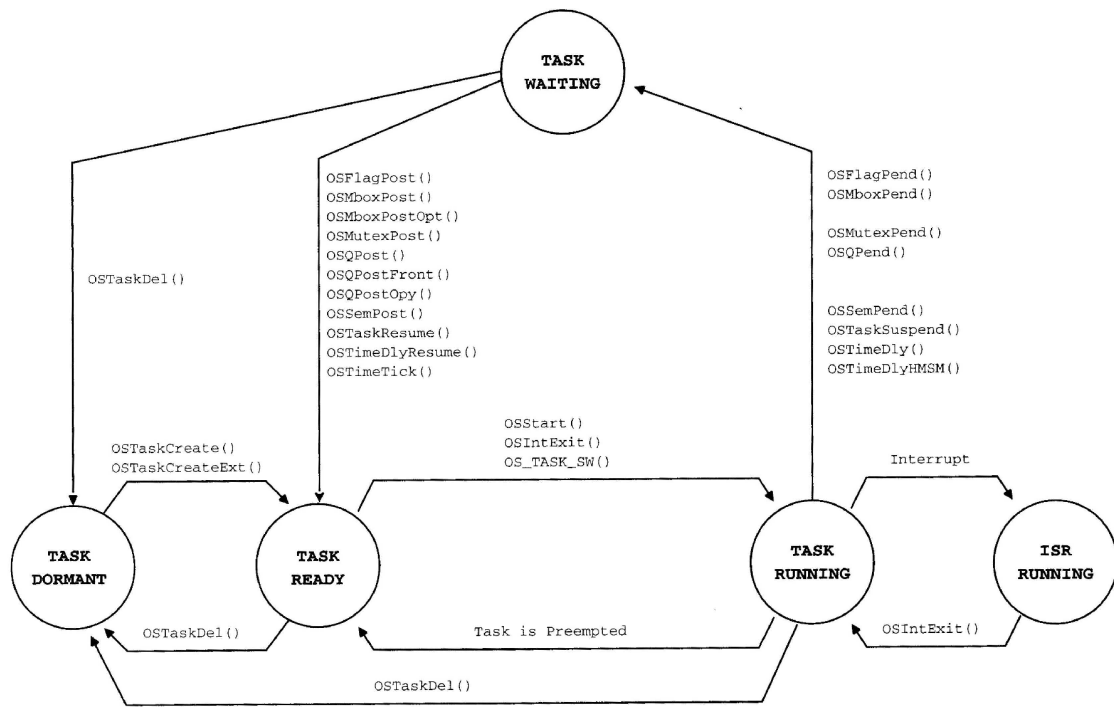 TASK
WAITING
OSFlagPost()
OSMboxPost()
OSMboxPostOpt()
OSMutexPost()
OSQPost()
OSQPostFront()
OSQPostOpy()
OSSemPost()
OSTaskResume()
OSTimeDlyResume()
OSTimeTick()
OSFlagPend()
OSMboxPend()
OSMutexPend()
OSQPend()
OSSemPend()
OSTaskSuspend()
OSTimeDly()
OSTimeDlyHMSM()
OSTaskDel()
OSTaskCreate()
OSTaskCreateExt()
OSStart()
OSIntExit()
OS_TASK_SW()
Interrupt
TASK
DORMANT
TASK
READY
TASK
RUNNING
ISR
RUNNING
OSTaskDel()
Task is Preempted
OSIntExit()
OSTaskDel()